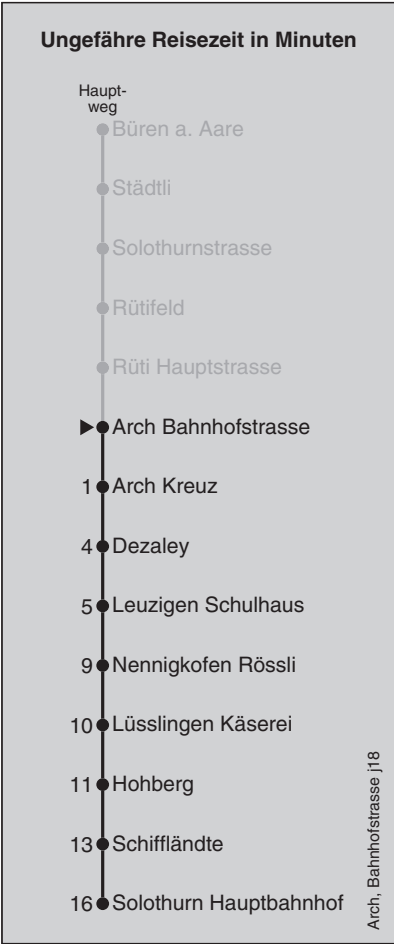 Ungefähre Reisezeit in Minuten
Haupt-
weg
Büren a. Aare
Städtli
Solothurnstrasse
Rütifeld
Rüti Hauptstrasse
Arch Bahnhofstrasse
1 Arch Kreuz
4 Dezaley
5 Leuzigen Schulhaus
9 Nennigkofen Rössli
10 Lüsslingen Käserei
11 Hohberg
13 Schiffländte
16 Solothurn Hauptbahnhof
Arch, Bahnhofstrasse j18